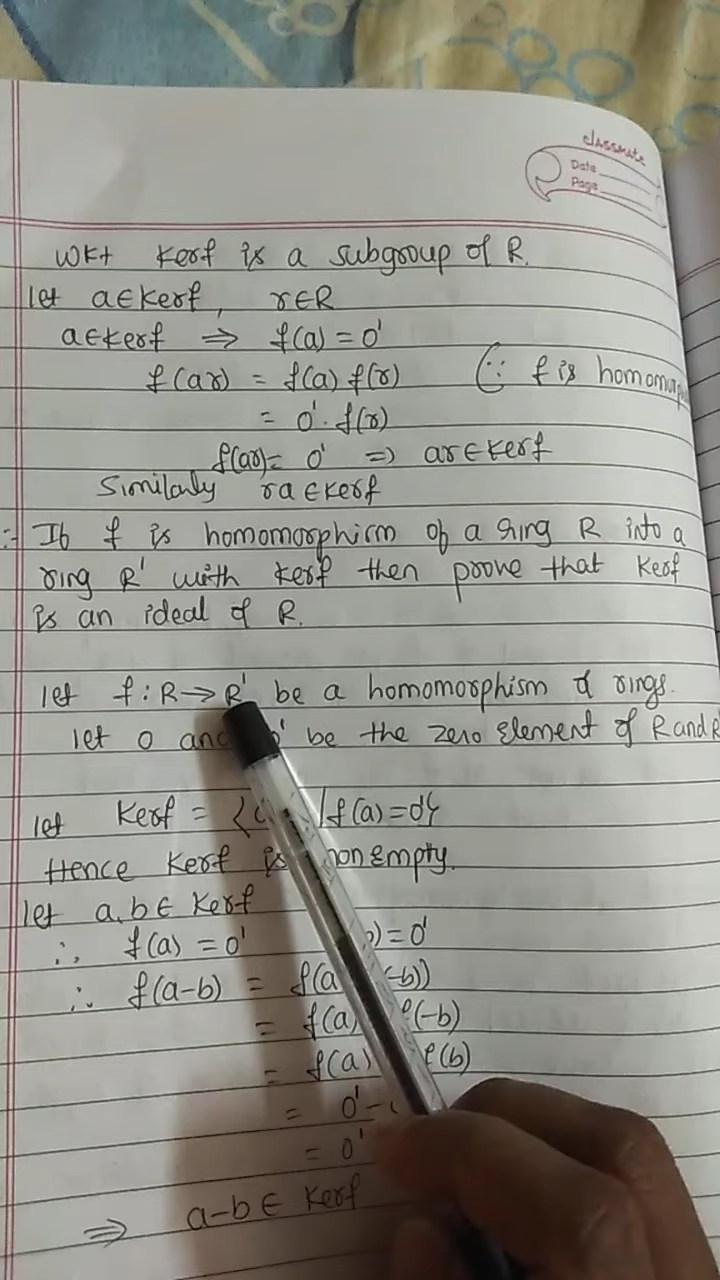 classmate
Date
Page
WKt Kerf is a subgroup of R.
let a∈Kerf, r∈R
a∈Kerf ⇒ f(a) = 0'
f(ar) = f(a) f(r) (∵ f is homomorph
= 0'. f(r)
f(ar) = 0' => ar∈Kerf
Similarly ra∈Kerf
:- If f is homomorphism of a ring R into a
ring R' with Kerf then prove that Kerf
is an ideal of R.
let f : R → R' be a homomorphism of rings.
let 0 and 0' be the zero element of R and R'
let Kerf = { /f(a) = 0'}
Hence Kerf is nonempty.
let a,b ∈ Kerf
∴ f(a) = 0' b) = 0'
∴ f(a-b) = f(a (-b))
= f(a) f(-b)
= f(a) f(b)
= 0' -
= 0'
⇒ a-b ∈ Kerf